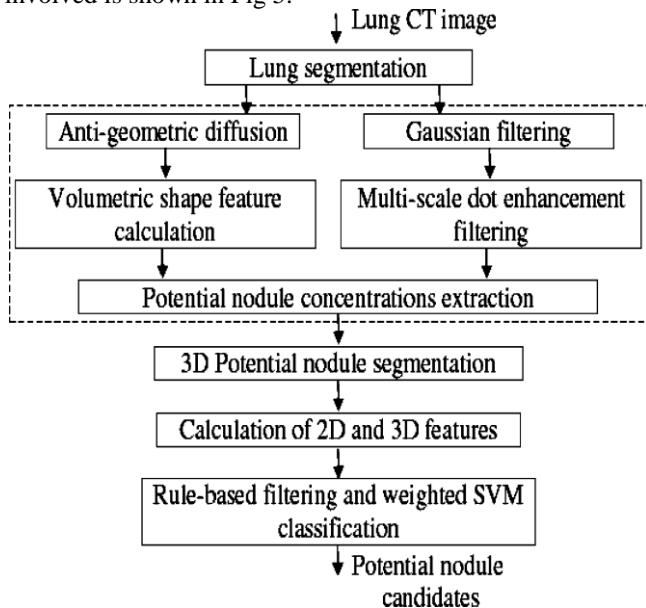 involved is shown in Fig 3.
Lung CT image
Lung segmentation
Anti-geometric diffusion
Gaussian filtering
Volumetric shape feature
calculation
Multi-scale dot enhancement
filtering
Potential nodule concentrations extraction
3D Potential nodule segmentation
Calculation of 2D and 3D features
Rule-based filtering and weighted SVM
classification
Potential nodule
candidates